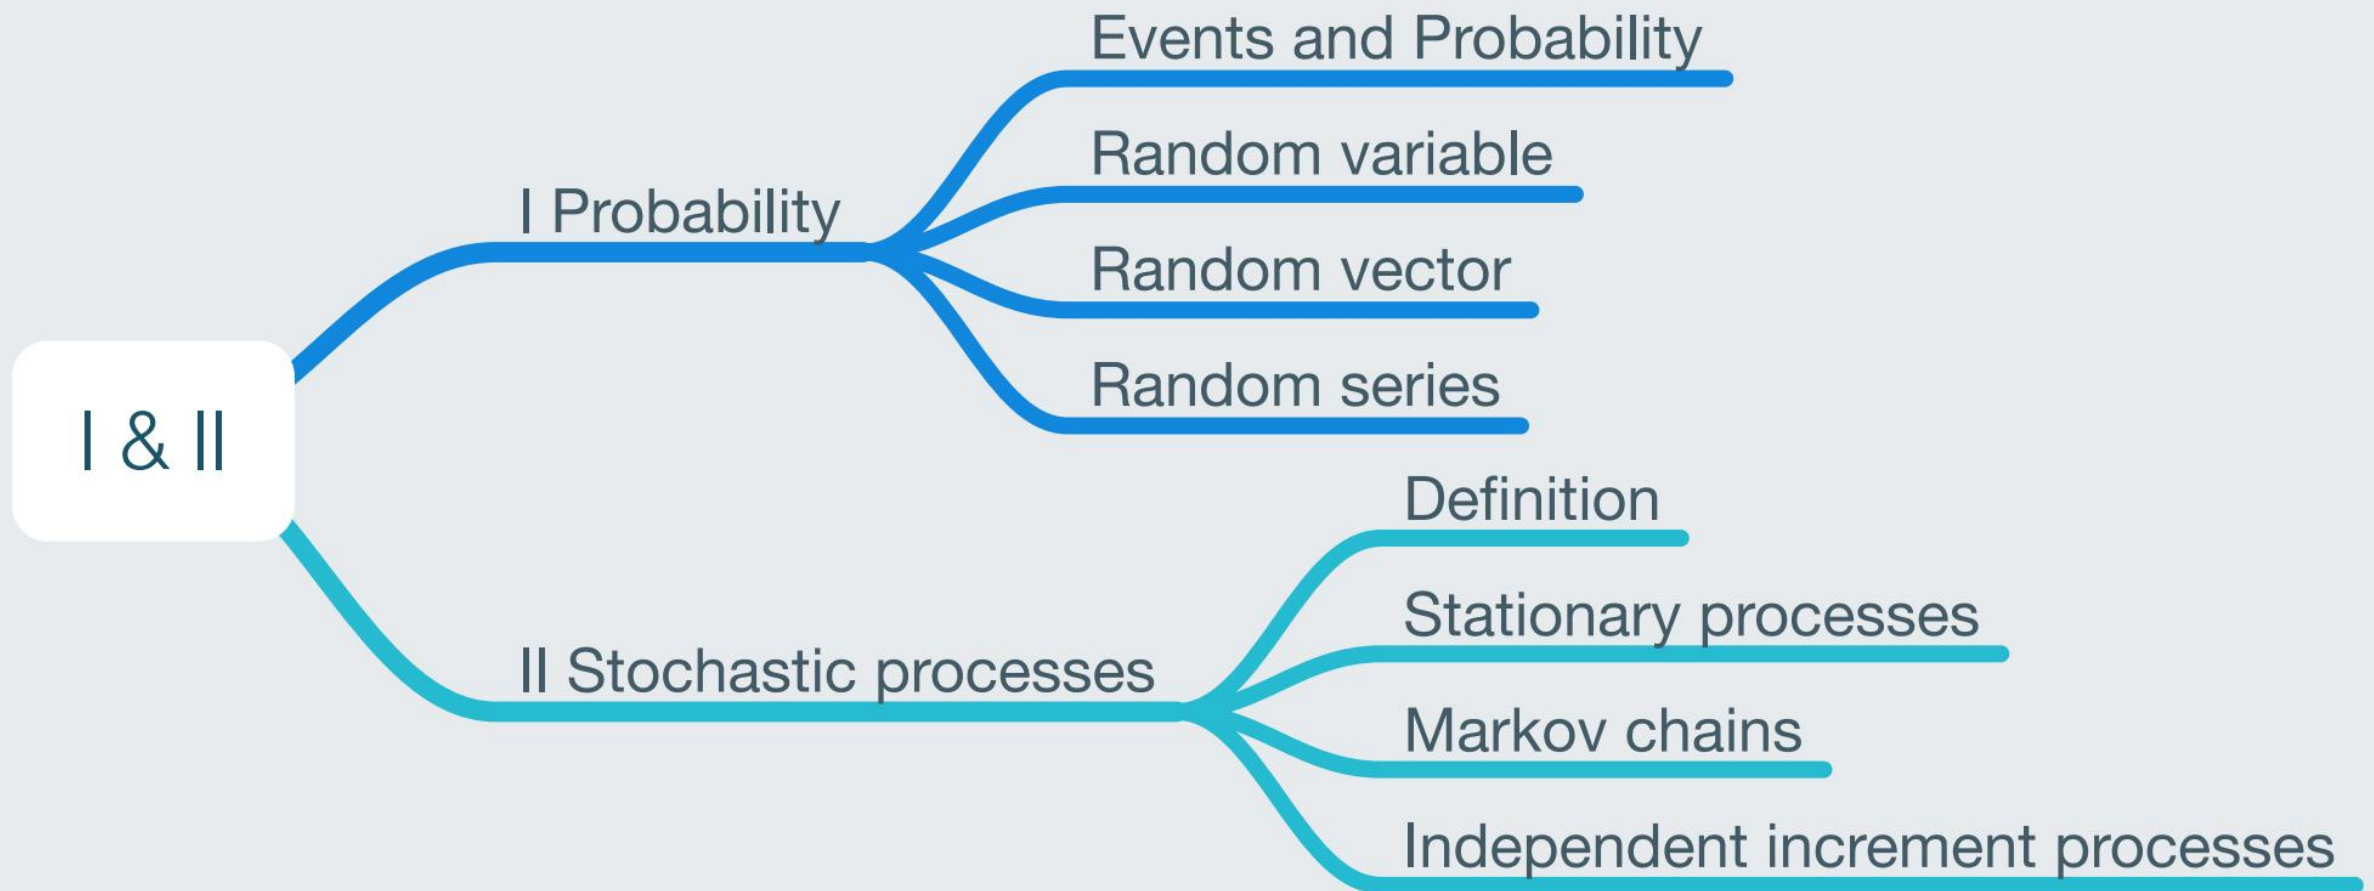 I & II
I Probability
Events and Probability
Random variable
Random vector
Random series
II Stochastic processes
Definition
Stationary processes
Markov chains
Independent increment processes